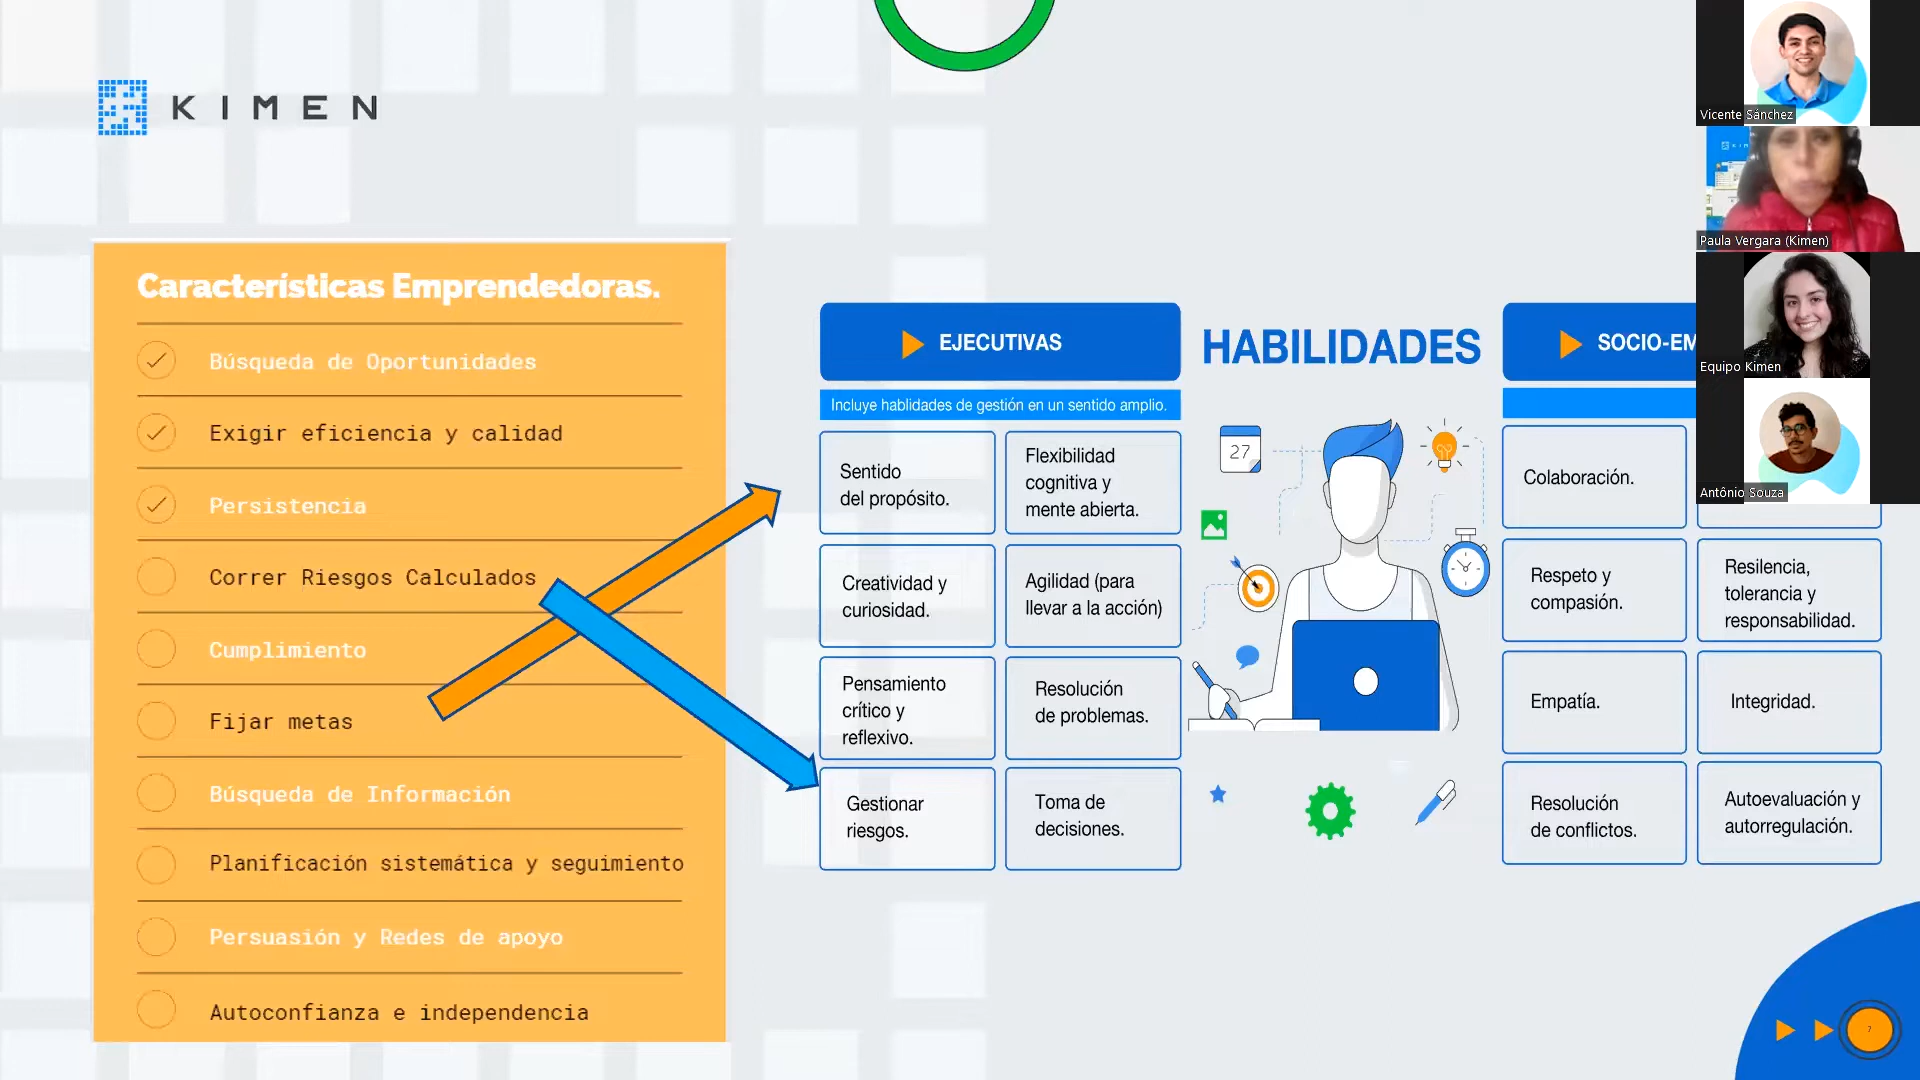 KIMEN
Características Emprendedoras.
Búsqueda de Oportunidades
Exigir eficiencia y calidad
Persistencia
Correr Riesgos Calculados
Cumplimiento
Fijar metas
Búsqueda de Información
Planificación sistemática y seguimiento
Persuasión y Redes de apoyo
Autoconfianza e independencia
EJECUTIVAS
Incluye hablidades de gestión en un sentido amplio.
Sentido
del propósito.
Flexibilidad
cognitiva y
mente abierta.
Creatividad y
curiosidad.
Agilidad (para
llevar a la acción)
Pensamiento
crítico y
reflexivo.
Resolución
de problemas.
Gestionar
riesgos.
Toma de
decisiones.
HABILIDADES
27
SOCIO-EM
Colaboración.
Respeto y
compasión.
Resilencia,
tolerancia y
responsabilidad.
Empatía.
Integridad.
Resolución
de conflictos.
Autoevaluación y
autorregulación.
Vicente Sánchez
Paula Vergara (Kimen)
Equipo Kimen
Antônio Souza
7